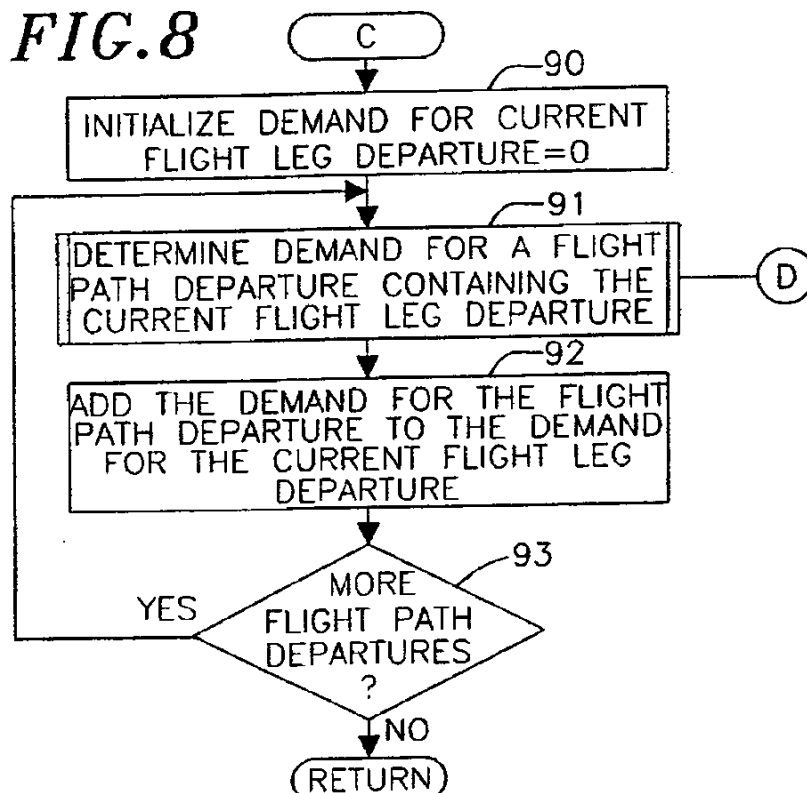 FIG.8
C
90
INITIALIZE DEMAND FOR CURRENT
FLIGHT LEG DEPARTURE=0
91
DETERMINE DEMAND FOR A FLIGHT
PATH DEPARTURE CONTAINING THE
CURRENT FLIGHT LEG DEPARTURE
D
92
ADD THE DEMAND FOR THE FLIGHT
PATH DEPARTURE TO THE DEMAND
FOR THE CURRENT FLIGHT LEG
DEPARTURE
93
MORE
FLIGHT PATH
DEPARTURES
?
YES
NO
RETURN